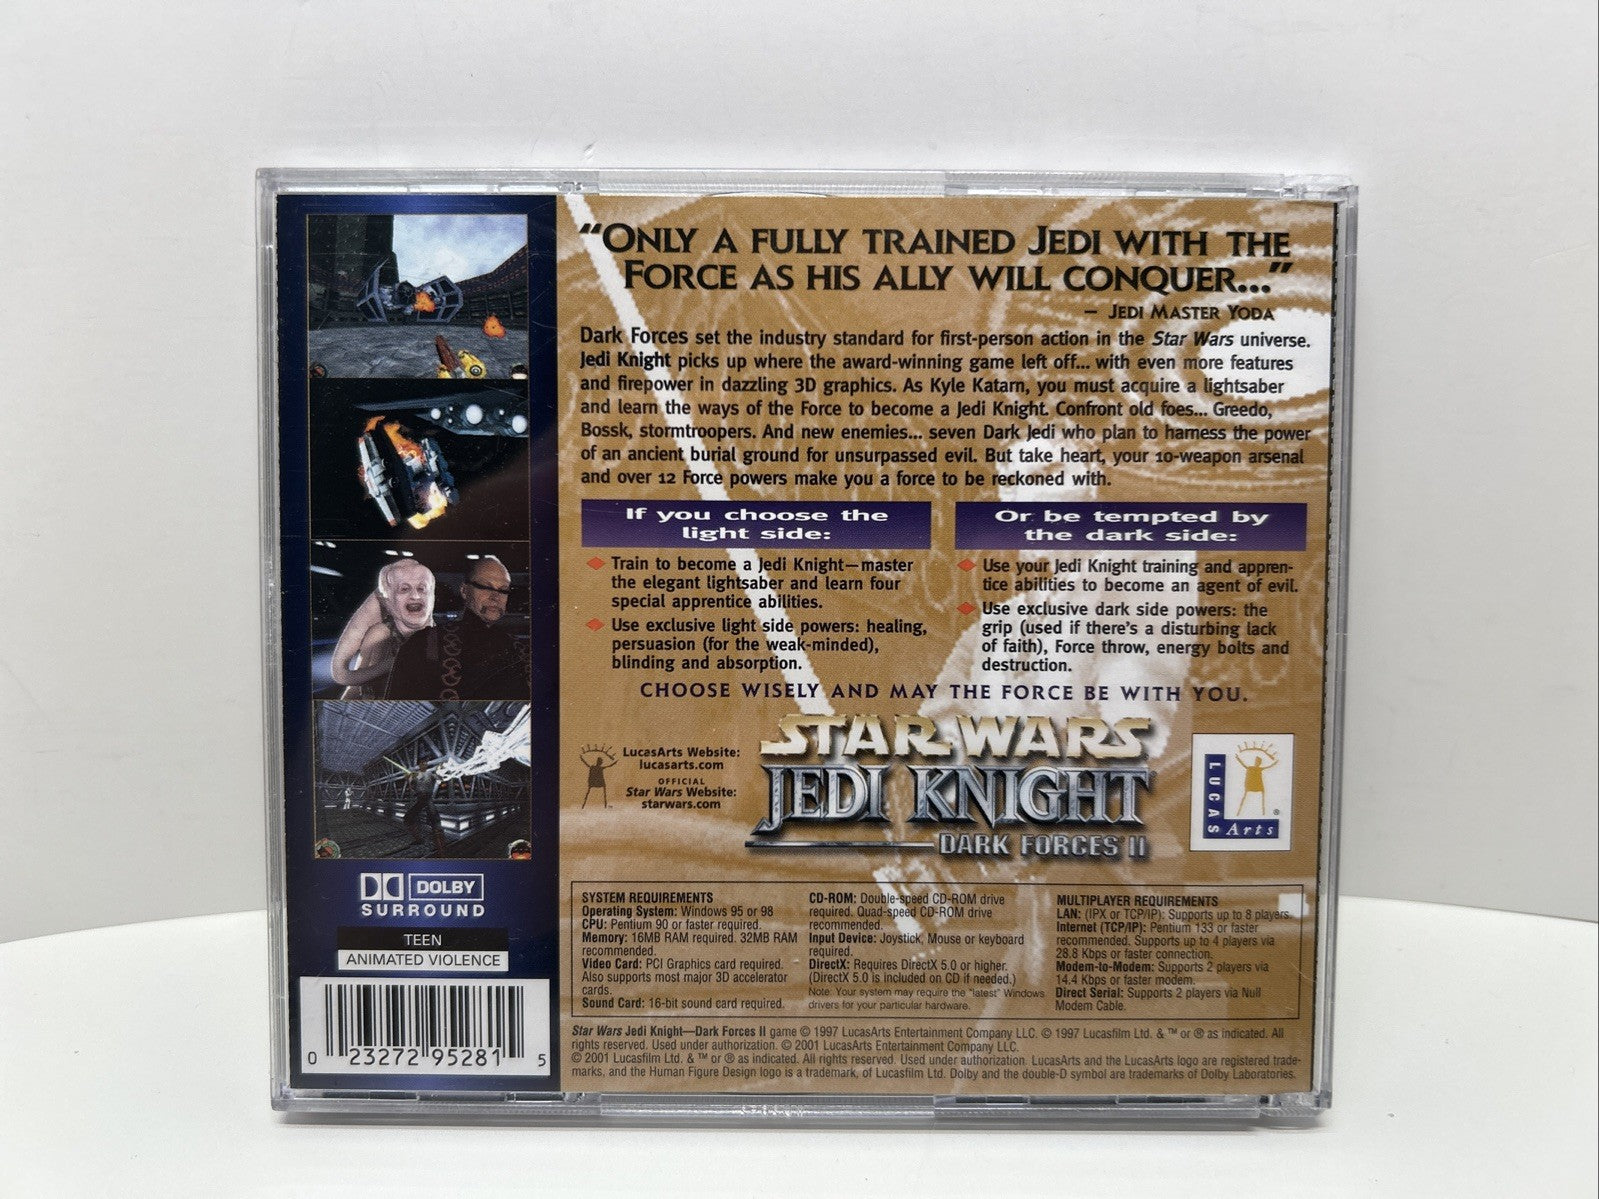 “ONLY A FULLY TRAINED JEDI WITH THE
FORCE AS HIS ALLY WILL CONQUER...”
– JEDI MASTER YODA
Dark Forces set the industry standard for first-person action in the Star Wars universe.
Jedi Knight picks up where the award-winning game left off... with even more features
and firepower in dazzling 3D graphics. As Kyle Katarn, you must acquire a lightsaber
and learn the ways of the Force to become a Jedi Knight. Confront old foes... Greedo,
Bossk, stormtroopers. And new enemies... seven Dark Jedi who plan to harness the power
of an ancient burial ground for unsurpassed evil. But take heart, your 10-weapon arsenal
and over 12 Force powers make you a force to be reckoned with.
If you choose the
light side:
Train to become a Jedi Knight—master
the elegant lightsaber and learn four
special apprentice abilities.
Use exclusive light side powers: healing,
persuasion (for the weak-minded),
blinding and absorption.
Or be tempted by
the dark side:
Use your Jedi Knight training and appren-
tice abilities to become an agent of evil.
Use exclusive dark side powers: the
grip (used if there's a disturbing lack
of faith), Force throw, energy bolts and
destruction.
CHOOSE WISELY AND MAY THE FORCE BE WITH YOU.
LucasArts Website:
lucasarts.com
OFFICIAL
Star Wars Website:
starwars.com
STAR WARS
JEDI KNIGHT
DARK FORCES II
LUCAS
Arts
®
DOLBY
SURROUND
TEEN
ANIMATED VIOLENCE
0 23272 95281 5
SYSTEM REQUIREMENTS
Operating System: Windows 95 or 98
CPU: Pentium 90 or faster required.
Memory: 16MB RAM required. 32MB RAM
recommended.
Video Card: PCI Graphics card required.
Also supports most major 3D accelerator
cards.
Sound Card: 16-bit sound card required.
CD-ROM: Double-speed CD-ROM drive
required. Quad-speed CD-ROM drive
recommended.
Input Device: Joystick, Mouse or keyboard
required.
DirectX: Requires DirectX 5.0 or higher.
(DirectX 5.0 is included on CD if needed.)
Note: Your system may require the "latest" Windows
drivers for your particular hardware.
MULTIPLAYER REQUIREMENTS
LAN: (IPX or TCP/IP): Supports up to 8 players.
Internet (TCP/IP): Pentium 133 or faster
recommended. Supports up to 4 players via
28.8 Kbps or faster connection.
Modem-to-Modem: Supports 2 players via
14.4 Kbps or faster modem.
Direct Serial: Supports 2 players via Null
Modem Cable.
Star Wars Jedi Knight—Dark Forces II game © 1997 LucasArts Entertainment Company LLC. © 1997 Lucasfilm Ltd. & ™ or ® as indicated. All
rights reserved. Used under authorization. © 2001 LucasArts Entertainment Company LLC.
© 2001 Lucasfilm Ltd. & ™ or ® as indicated. All rights reserved. Used under authorization. LucasArts and the LucasArts logo are registered trade-
marks, and the Human Figure Design logo is a trademark, of Lucasfilm Ltd. Dolby and the double-D symbol are trademarks of Dolby Laboratories.